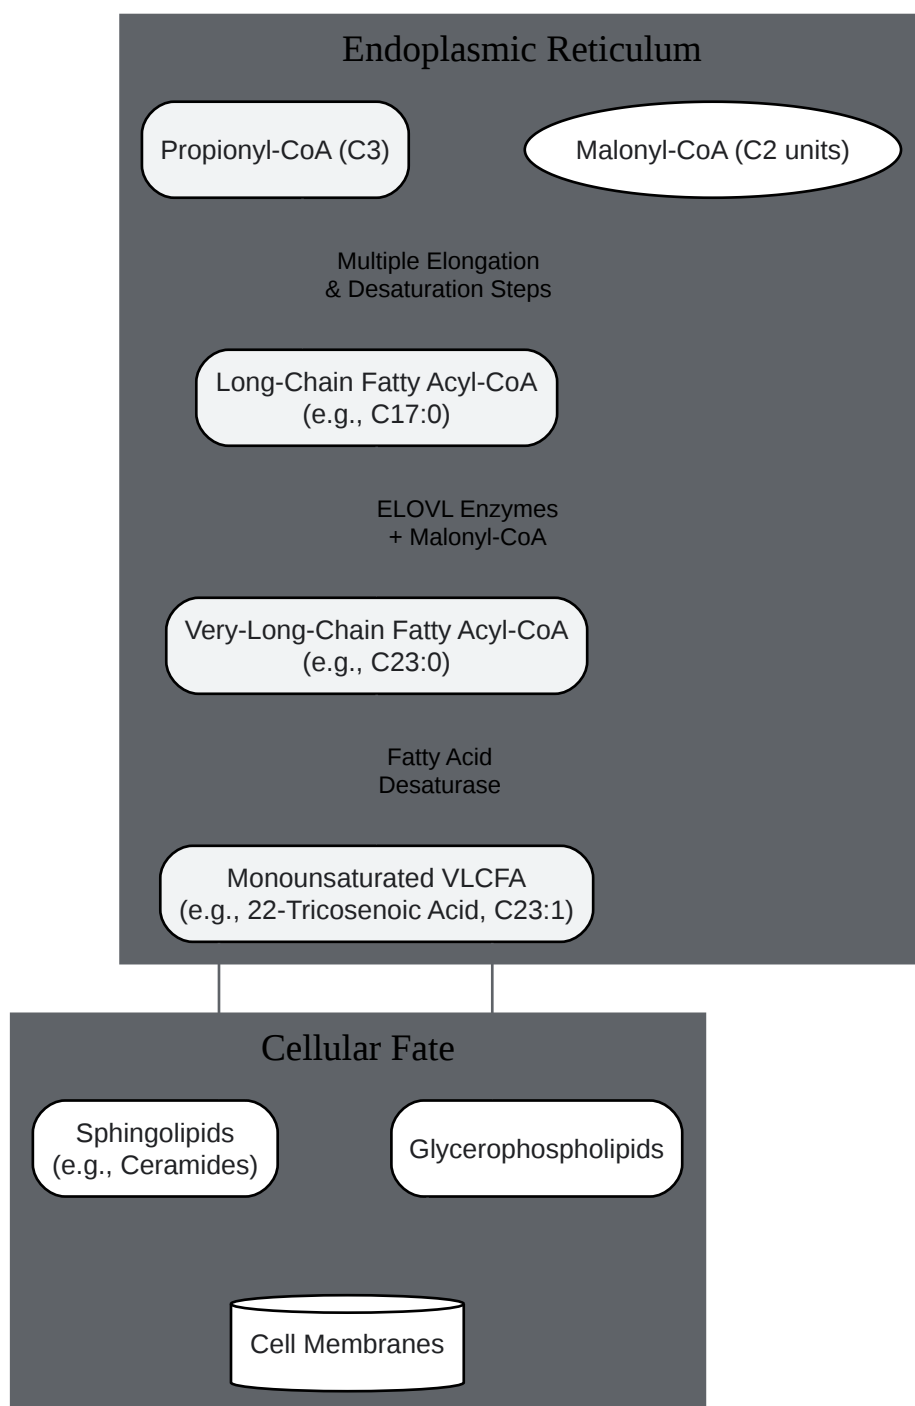 Endoplasmic Reticulum
Propionyl-CoA (C3)
Malonyl-CoA (C2 units)
Multiple Elongation
& Desaturation Steps
Long-Chain Fatty Acyl-CoA
(e.g., C17:0)
ELOVL Enzymes
+ Malonyl-CoA
Very-Long-Chain Fatty Acyl-CoA
(e.g., C23:0)
Fatty Acid
Desaturase
Monounsaturated VLCFA
(e.g., 22-Tricosenoic Acid, C23:1)
Cellular Fate
Sphingolipids
(e.g., Ceramides)
Glycerophospholipids
Cell Membranes